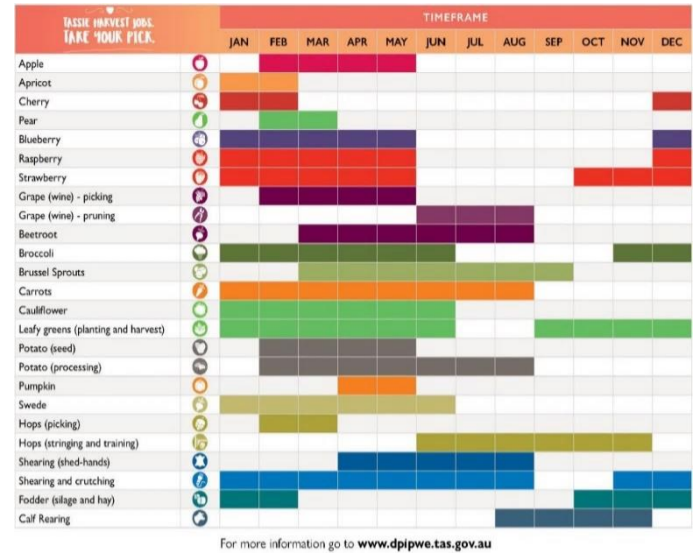 TASSIE HARVEST JOBS.
TAKE YOUR PICK.
TIMEFRAME
JAN FEB MAR APR MAY JUN JUL AUG SEP OCT NOV DEC
Apple
Apricot
Cherry
Pear
Blueberry
Raspberry
Strawberry
Grape (wine) - picking
Grape (wine) - pruning
Beetroot
Broccoli
Brussel Sprouts
Carrots
Cauliflower
Leafy greens (planting and harvest)
Potato (seed)
Potato (processing)
Pumpkin
Swede
Hops (picking)
Hops (stringing and training)
Shearing (shed-hands)
Shearing and crutching
Fodder (silage and hay)
Calf Rearing
For more information go to www.dpipwe.tas.gov.au